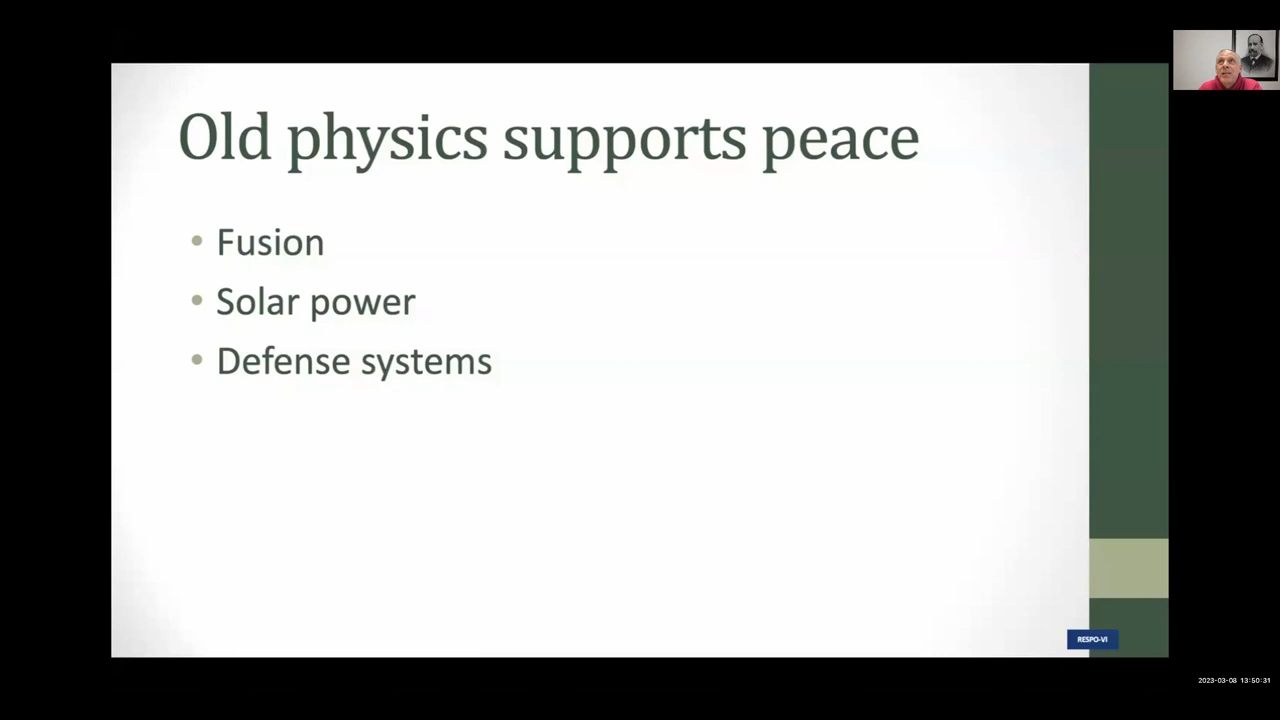 Old physics supports peace
• Fusion
• Solar power
• Defense systems
RESPO-VI
2023-03-08 13:50:31